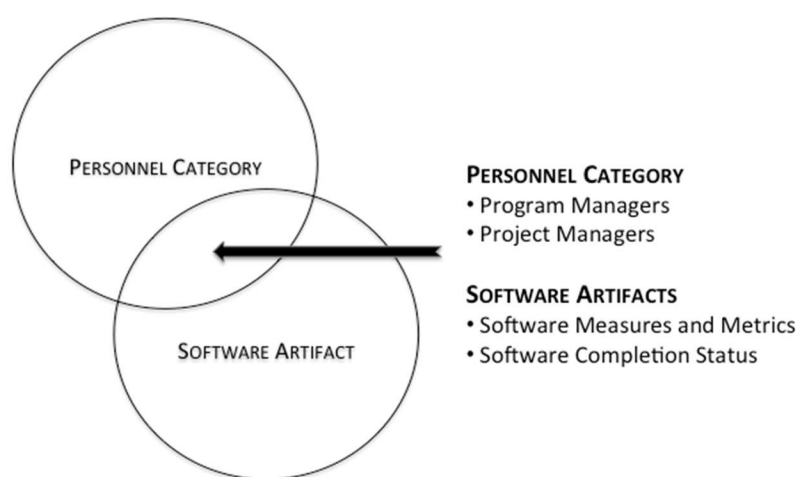 PERSONNEL CATEGORY
SOFTWARE ARTIFACT
PERSONNEL CATEGORY
• Program Managers
• Project Managers
SOFTWARE ARTIFACTS
• Software Measures and Metrics
• Software Completion Status